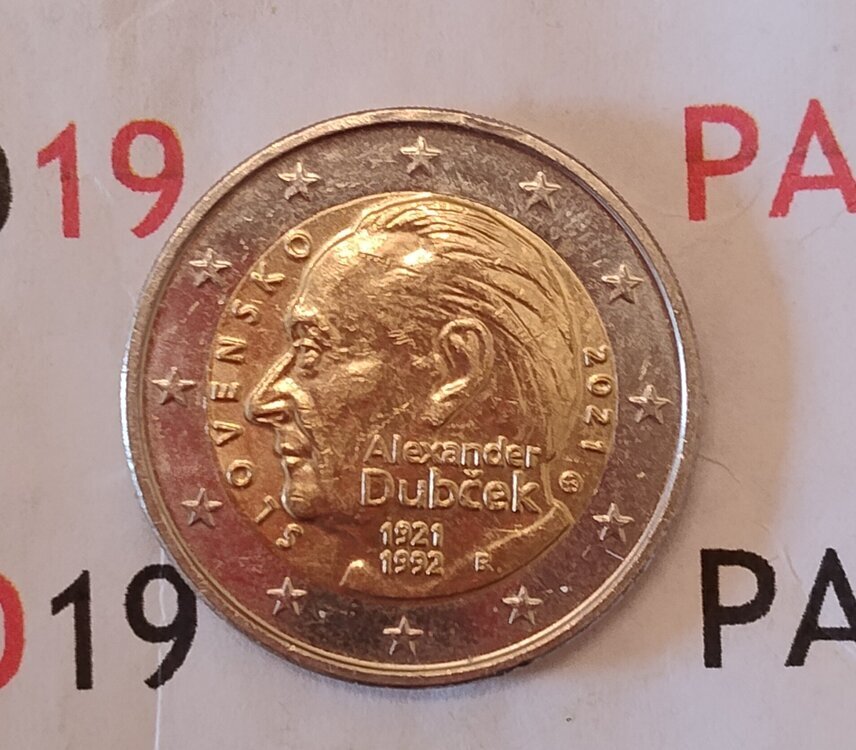 19
PA
SLOVENSKO
2021
Alexander
Dubček
1921
1992
19
PA